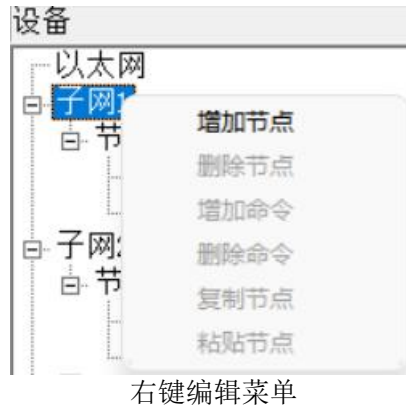 设备
以太网
子网1
增加节点
节
删除节点
增加命令
子网2
删除命令
节
复制节点
粘贴节点
右键编辑菜单